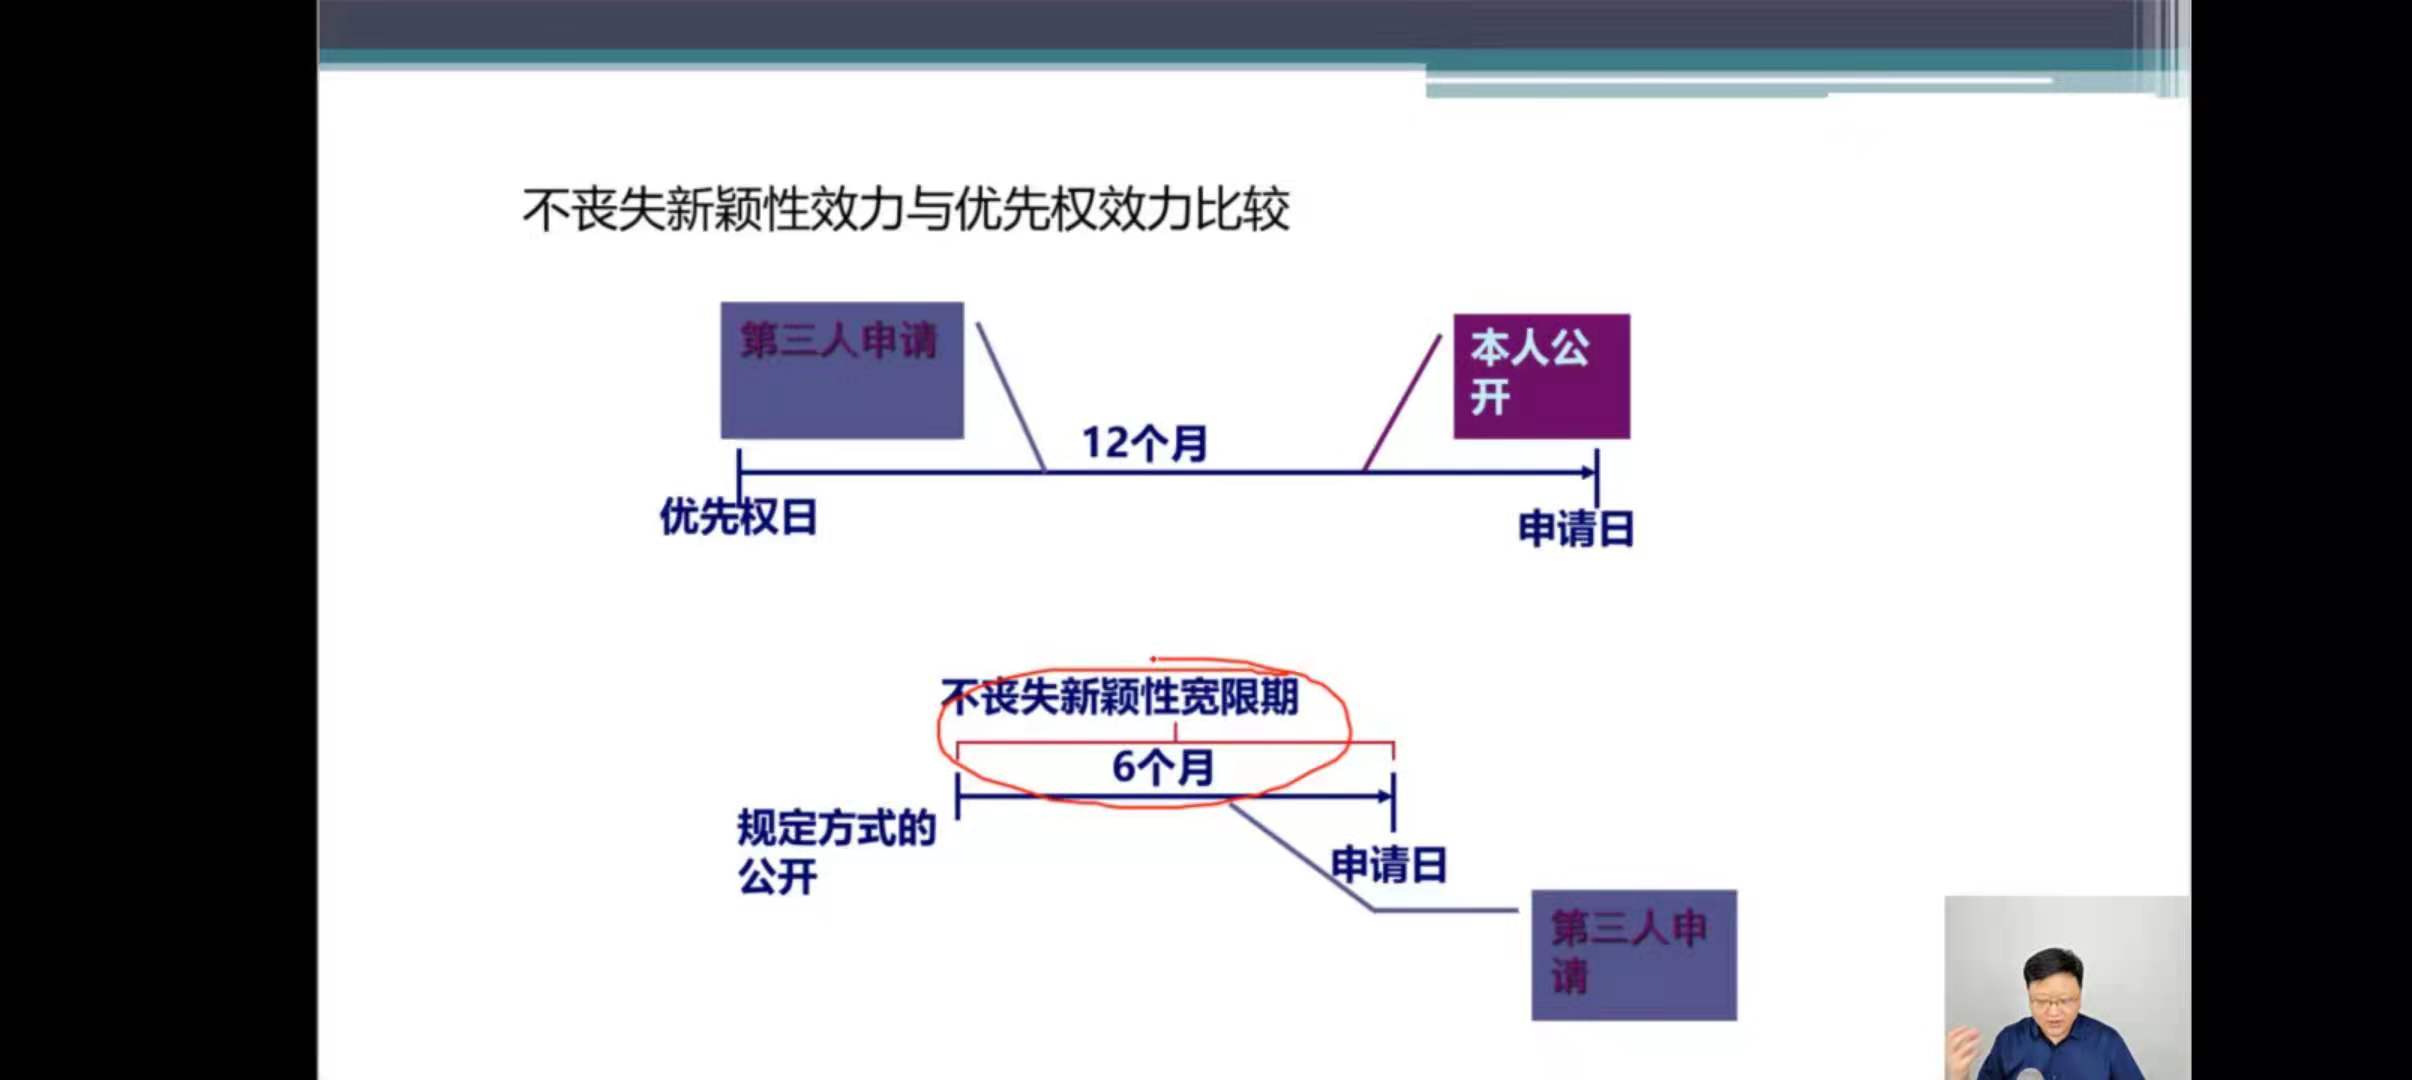 不丧失新颖性效力与优先权效力比较
第三人申请
本人公
开
12个月
优先权日
申请日
不丧失新颖性宽限期
6个月
规定方式的
公开
申请日
第三人申
请